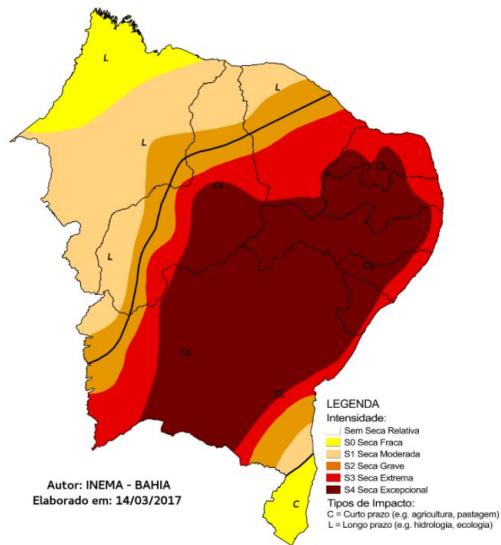 L
L
L
CL
CL
L
CL
CL
CL
LEGENDA
Intensidade:
Sem Seca Relativa
S0 Seca Fraca
S1 Seca Moderada
S2 Seca Grave
S3 Seca Extrema
S4 Seca Excepcional
Tipos de Impacto:
C = Curto prazo (e.g. agricultura, pastagem)
L = Longo prazo (e.g. hidrologia, ecologia)
Autor: INEMA - BAHIA
Elaborado em: 14/03/2017
C